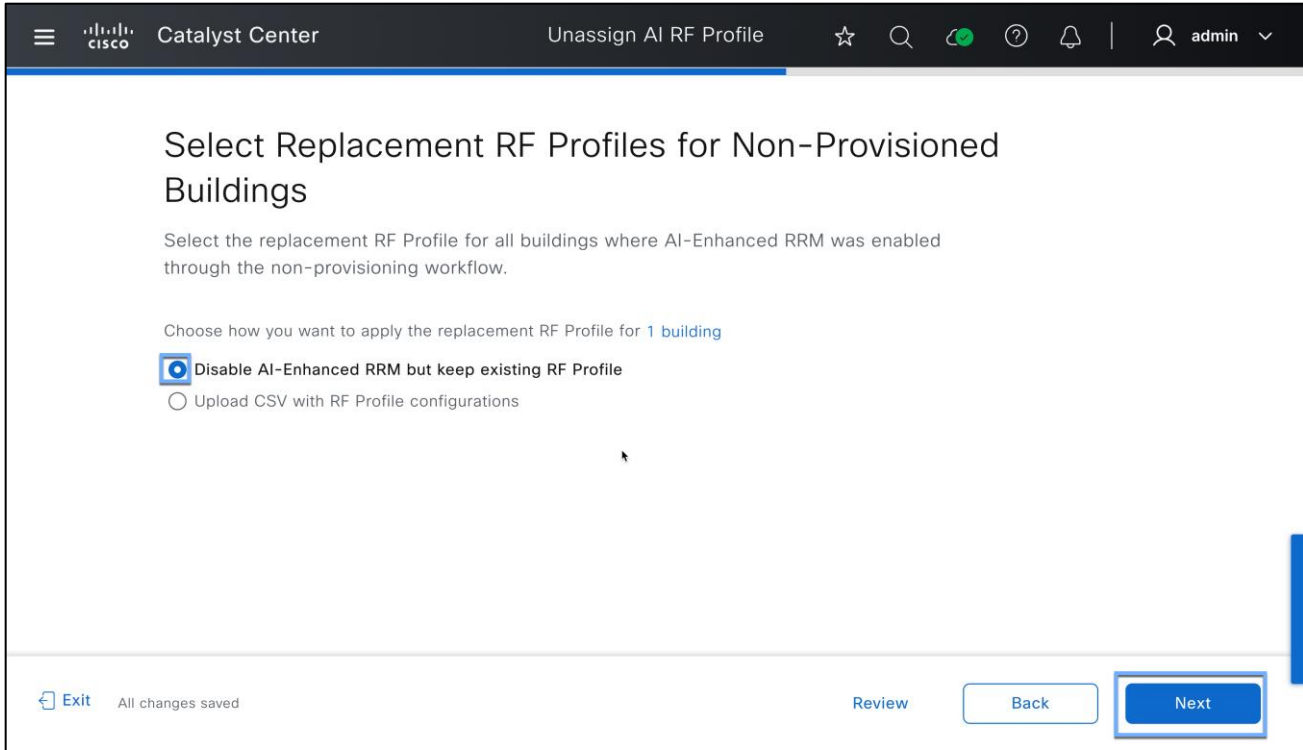 CISCO Catalyst Center Unassign AI RF Profile admin
Select Replacement RF Profiles for Non-Provisioned
Buildings
Select the replacement RF Profile for all buildings where AI-Enhanced RRM was enabled
through the non-provisioning workflow.
Choose how you want to apply the replacement RF Profile for 1 building
Disable AI-Enhanced RRM but keep existing RF Profile
Upload CSV with RF Profile configurations
Exit All changes saved Review Back Next